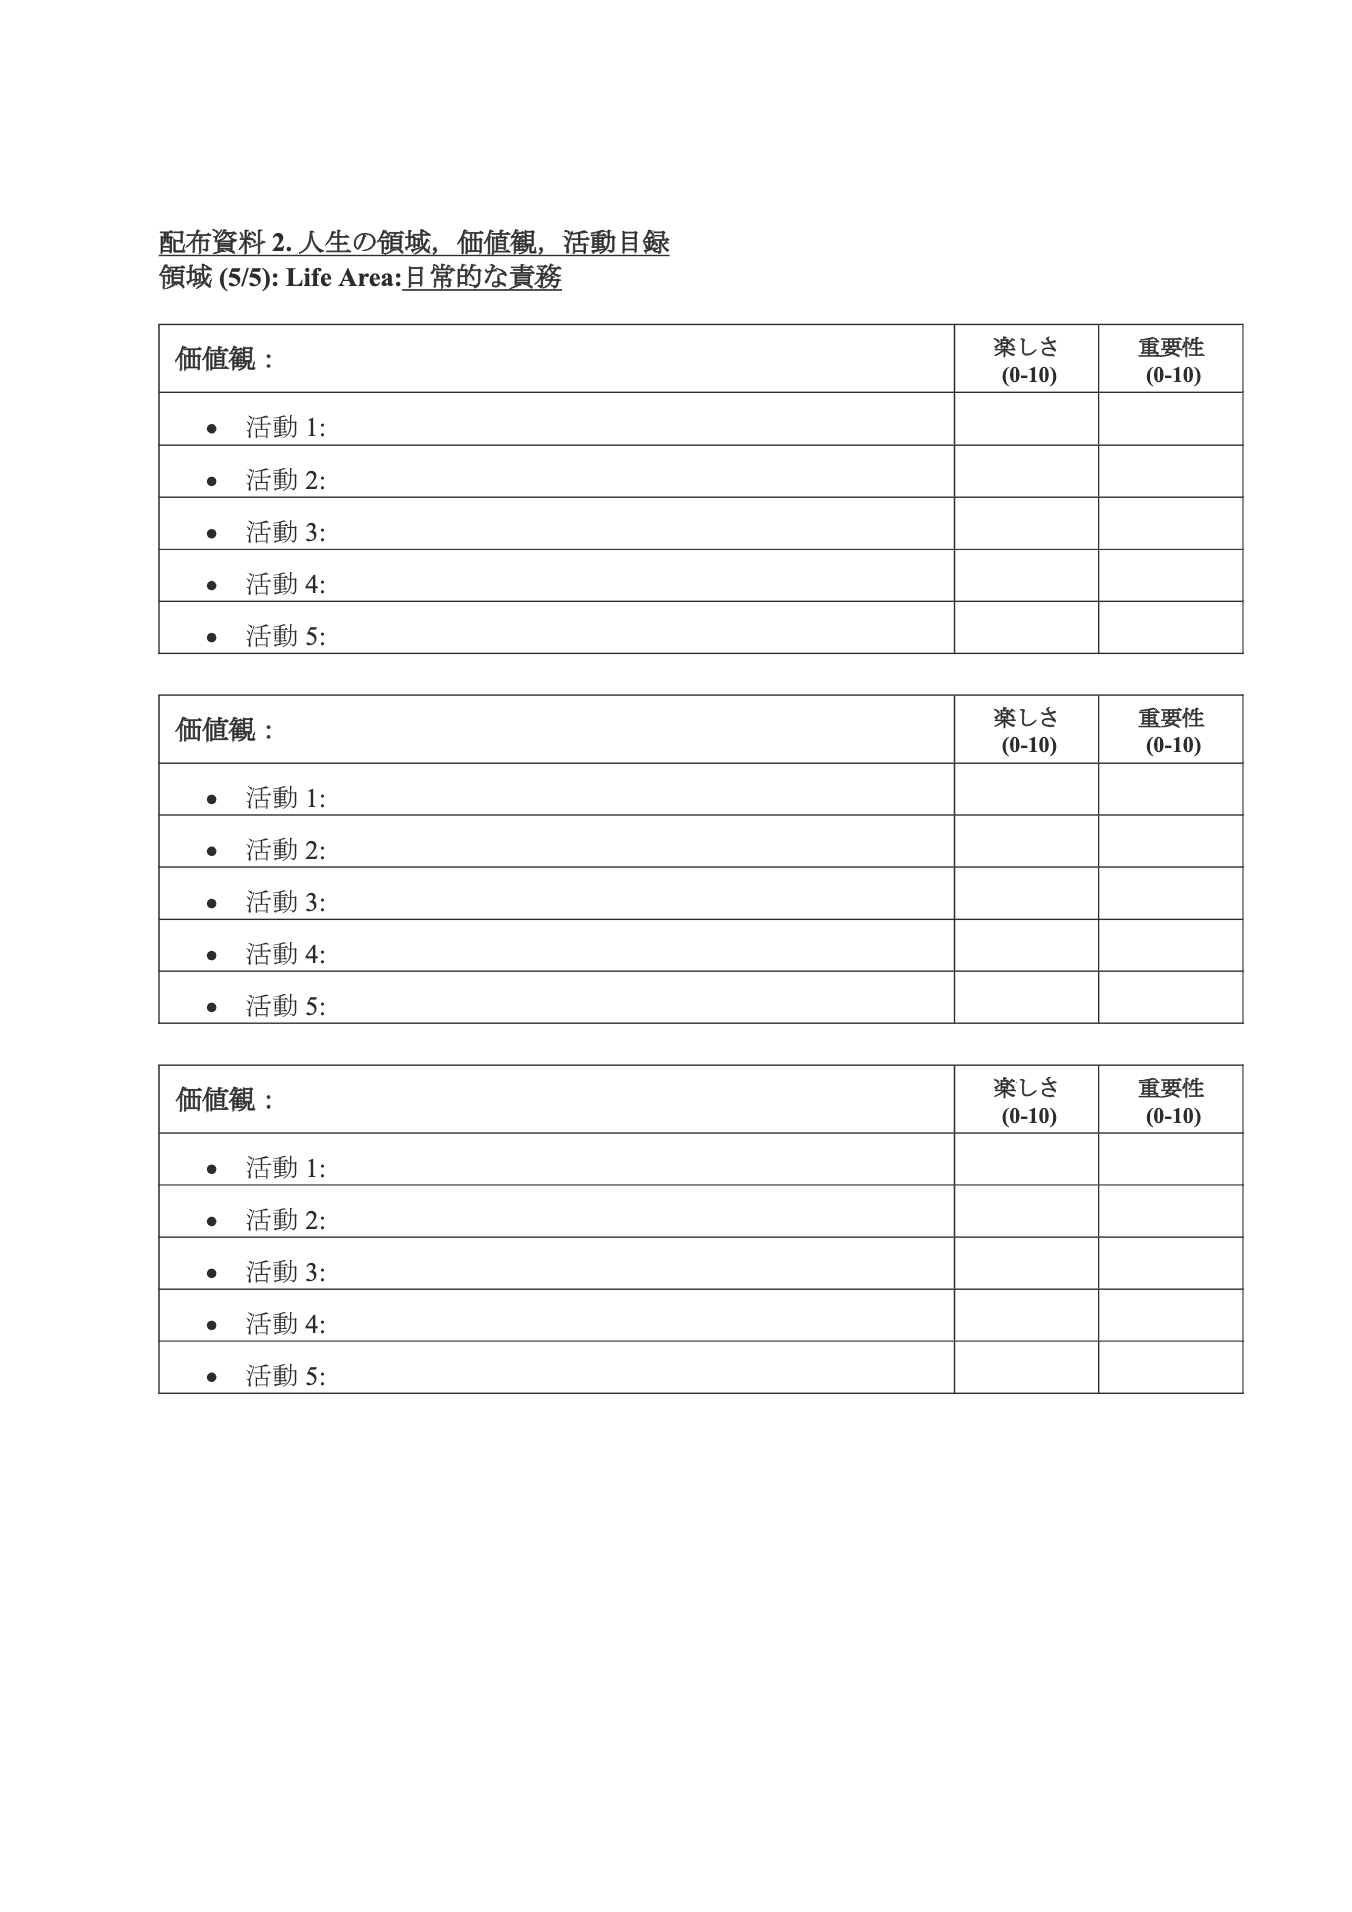 配布資料 2. 人生の領域，価値観，活動目録
領域 (5/5): Life Area:日常的な責務
価値観： 楽しさ 重要性
(0-10) (0-10)
• 活動 1:
• 活動 2:
• 活動 3:
• 活動 4:
• 活動 5:
価値観： 楽しさ 重要性
(0-10) (0-10)
• 活動 1:
• 活動 2:
• 活動 3:
• 活動 4:
• 活動 5:
価値観： 楽しさ 重要性
(0-10) (0-10)
• 活動 1:
• 活動 2:
• 活動 3:
• 活動 4:
• 活動 5: